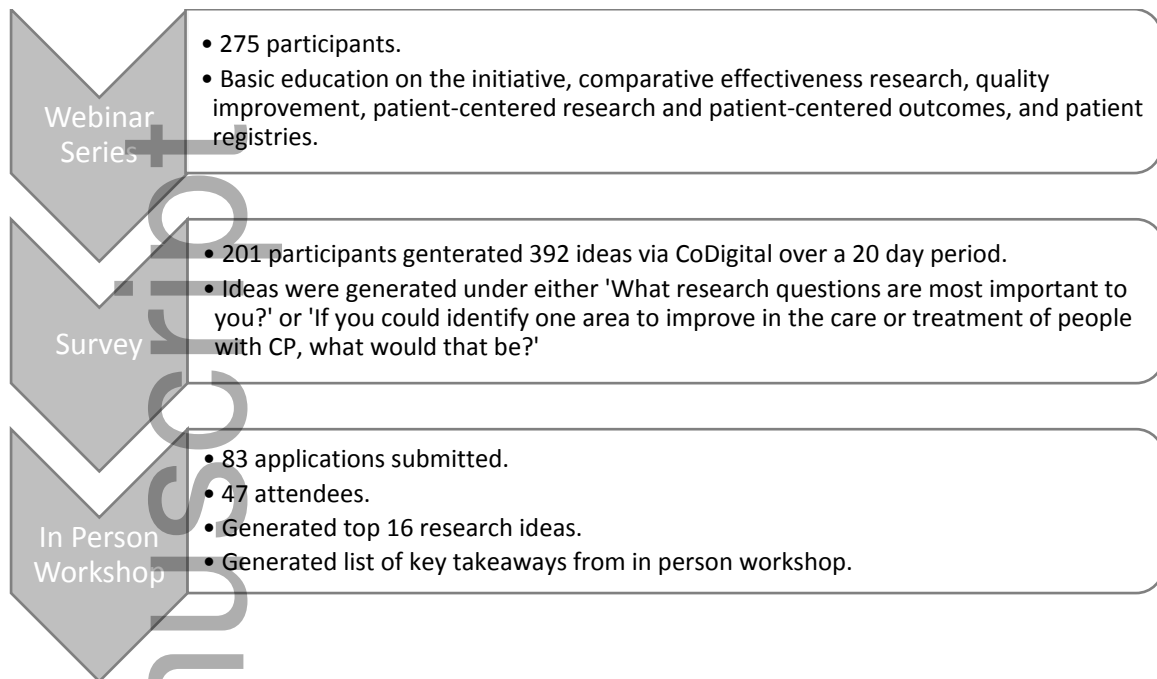 Webinar
Series
• 275 participants.
• Basic education on the initiative, comparative effectiveness research, quality
improvement, patient-centered research and patient-centered outcomes, and patient
registries.
Survey
• 201 participants genterated 392 ideas via CoDigital over a 20 day period.
• Ideas were generated under either 'What research questions are most important to
you?' or 'If you could identify one area to improve in the care or treatment of people
with CP, what would that be?'
In Person
Workshop
• 83 applications submitted.
• 47 attendees.
• Generated top 16 research ideas.
• Generated list of key takeaways from in person workshop.
nuscript